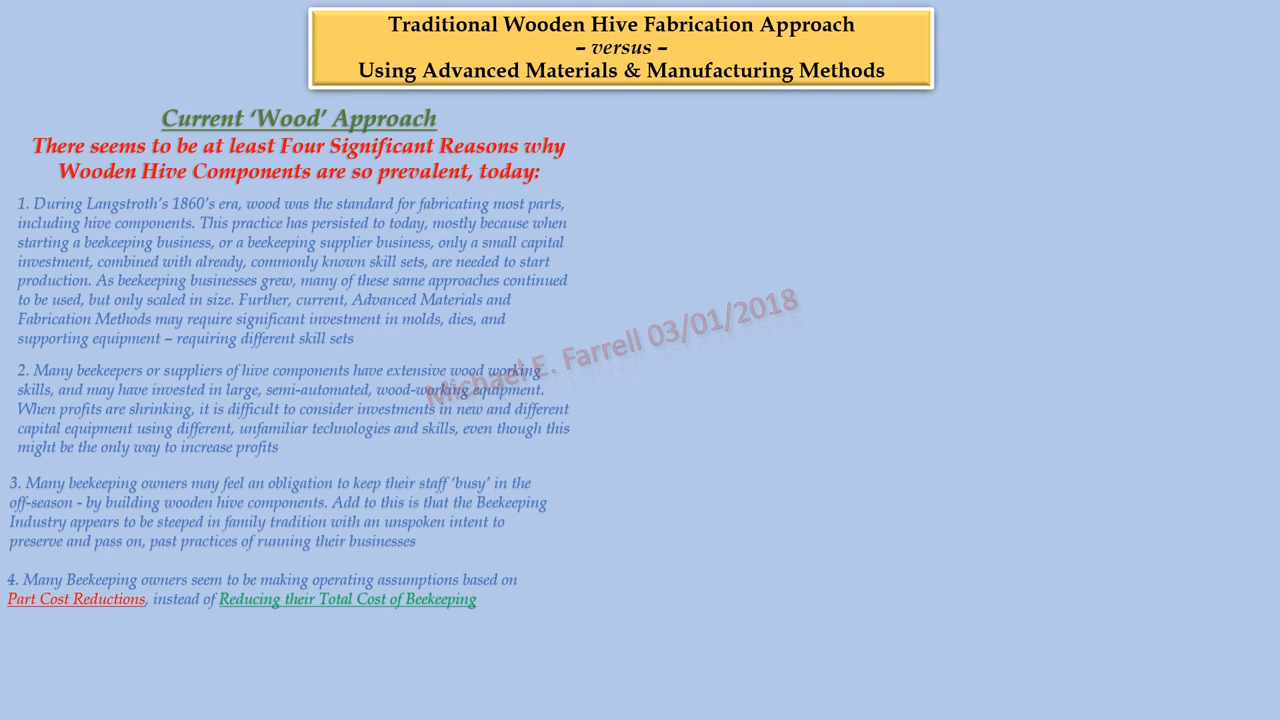 Traditional Wooden Hive Fabrication Approach
– versus –
Using Advanced Materials & Manufacturing Methods
Current ‘Wood’ Approach
There seems to be at least Four Significant Reasons why
Wooden Hive Components are so prevalent, today:
1. During Langstroth’s 1860’s era, wood was the standard for fabricating most parts,
including hive components. This practice has persisted to today, mostly because when
starting a beekeeping business, or a beekeeping supplier business, only a small capital
investment, combined with already, commonly known skill sets, are needed to start
production. As beekeeping businesses grew, many of these same approaches continued
to be used, but only scaled in size. Further, current, Advanced Materials and
Fabrication Methods may require significant investment in molds, dies, and
supporting equipment – requiring different skill sets
2. Many beekeepers or suppliers of hive components have extensive wood working
skills, and may have invested in large, semi-automated, wood-working equipment.
When profits are shrinking, it is difficult to consider investments in new and different
capital equipment using different, unfamiliar technologies and skills, even though this
might be the only way to increase profits
3. Many beekeeping owners may feel an obligation to keep their staff ‘busy’ in the
off-season - by building wooden hive components. Add to this is that the Beekeeping
Industry appears to be steeped in family tradition with an unspoken intent to
preserve and pass on, past practices of running their businesses
4. Many Beekeeping owners seem to be making operating assumptions based on
Part Cost Reductions, instead of Reducing their Total Cost of Beekeeping
Michael E. Farrell 03/01/2018